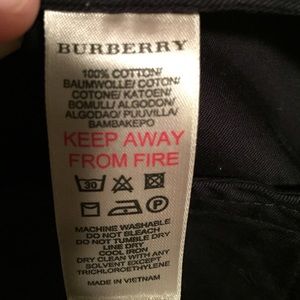 BURBERRY
100% COTTON/
BAUMWOLLE/ COTON/
COTONE/ KATOEN/
BOMULL/ ALGODON/
ALGODAO/ PUUVILLA/
BAMBAKEPO
KEEP AWAY
FROM FIRE
30
P
MACHINE WASHABLE
DO NOT BLEACH
DO NOT TUMBLE DRY
LINE DRY
COOL IRON
DRY CLEAN WITH ANY
SOLVENT EXCEPT
TRICHLOROETHYLENE
MADE IN VIETNAM